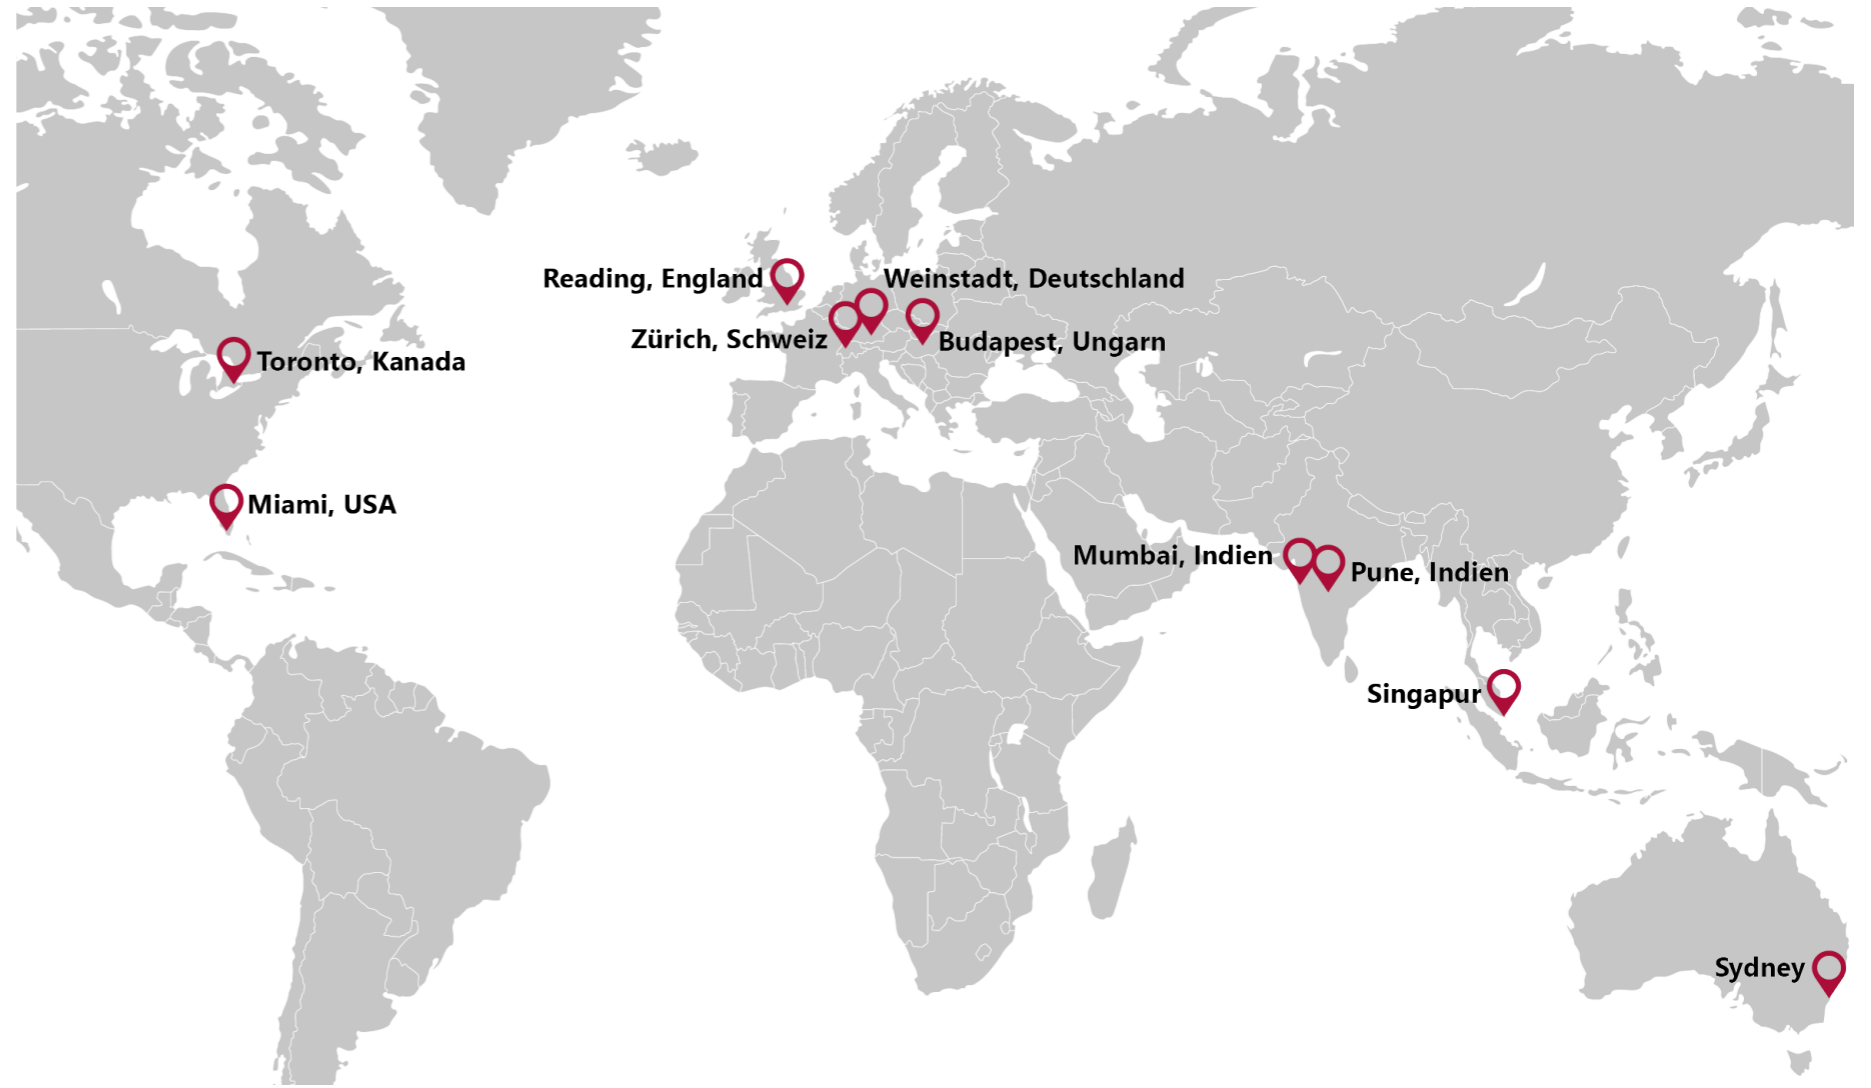 Reading, England
Weinstadt, Deutschland
Zürich, Schweiz
Budapest, Ungarn
Toronto, Kanada
Miami, USA
Mumbai, Indien
Pune, Indien
Singapur
Sydney